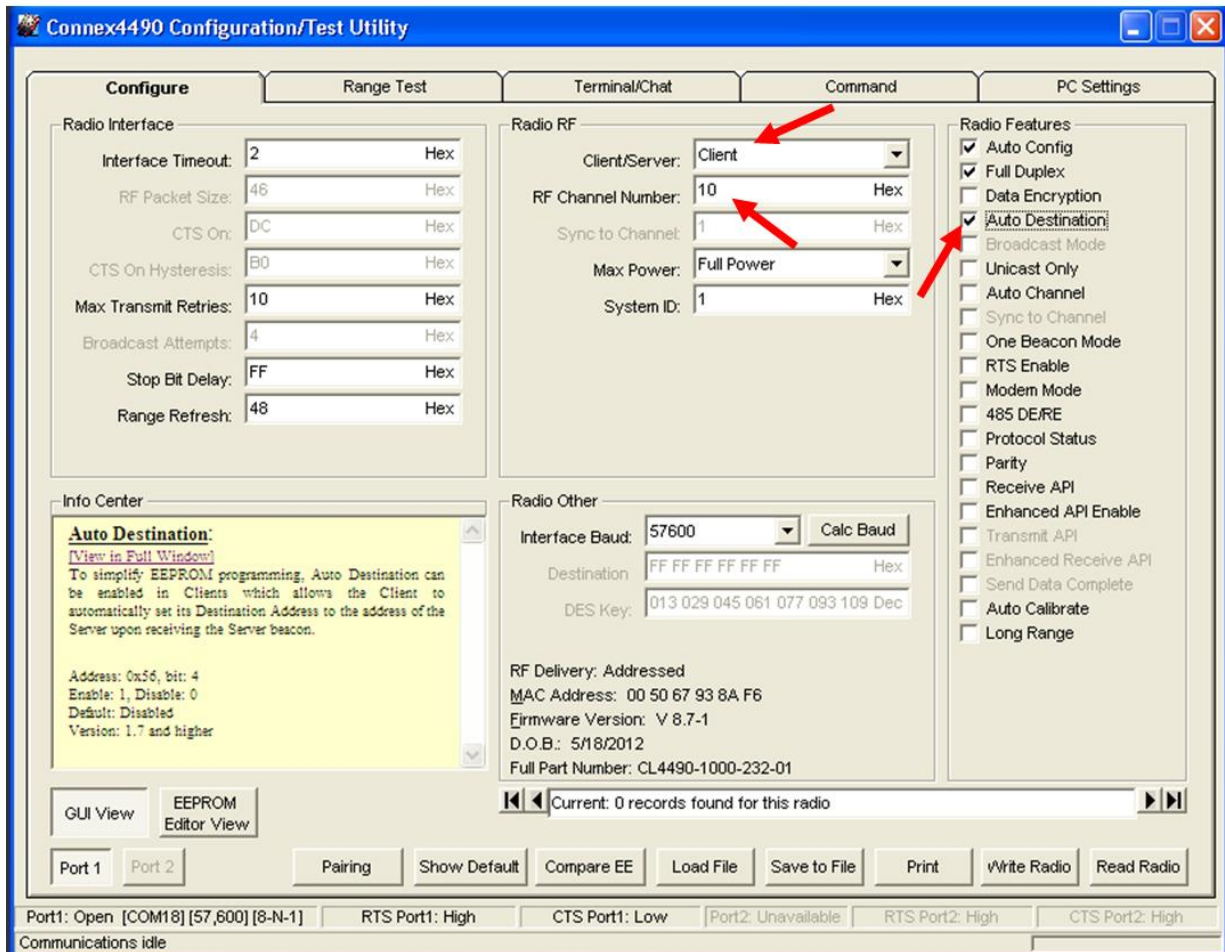 Connex4490 Configuration/Test Utility
Configure
Range Test
Terminal/Chat
Command
PC Settings
Radio Interface
Interface Timeout: 2 Hex
RF Packet Size: 46 Hex
CTS On: DC Hex
CTS On Hysteresis: B0 Hex
Max Transmit Retries: 10 Hex
Broadcast Attempts: 4 Hex
Stop Bit Delay: FF Hex
Range Refresh: 48 Hex
Radio RF
Client/Server: Client
RF Channel Number: 10 Hex
Sync to Channel: 1 Hex
Max Power: Full Power
System ID: 1 Hex
Radio Features
Auto Config
Full Duplex
Data Encryption
Auto Destination
Broadcast Mode
Unicast Only
Auto Channel
Sync to Channel
One Beacon Mode
RTS Enable
Modem Mode
485 DE/RE
Protocol Status
Parity
Receive API
Enhanced API Enable
Transmit API
Enhanced Receive API
Send Data Complete
Auto Calibrate
Long Range
Info Center
Auto Destination:
[View in Full Window]
To simplify EEPROM programming, Auto Destination can
be enabled in Clients which allows the Client to
automatically set its Destination Address to the address of the
Server upon receiving the Server beacon.
Address: 0x56, bit: 4
Enable: 1, Disable: 0
Default: Disabled
Version: 1.7 and higher
Radio Other
Interface Baud: 57600 Calc Baud
Destination FF FF FF FF FF FF Hex
DES Key: 013 029 045 061 077 093 109 Dec
RF Delivery: Addressed
MAC Address: 00 50 67 93 8A F6
Firmware Version: V 8.7-1
D.O.B.: 5/18/2012
Full Part Number: CL4490-1000-232-01
Current: 0 records found for this radio
GUI View
EEPROM
Editor View
Port 1
Port 2
Pairing
Show Default
Compare EE
Load File
Save to File
Print
Write Radio
Read Radio
Port1: Open [COM18] [57,600] [8-N-1]
RTS Port1: High
CTS Port1: Low
Port2: Unavailable
RTS Port2: High
CTS Port2: High
Communications idle